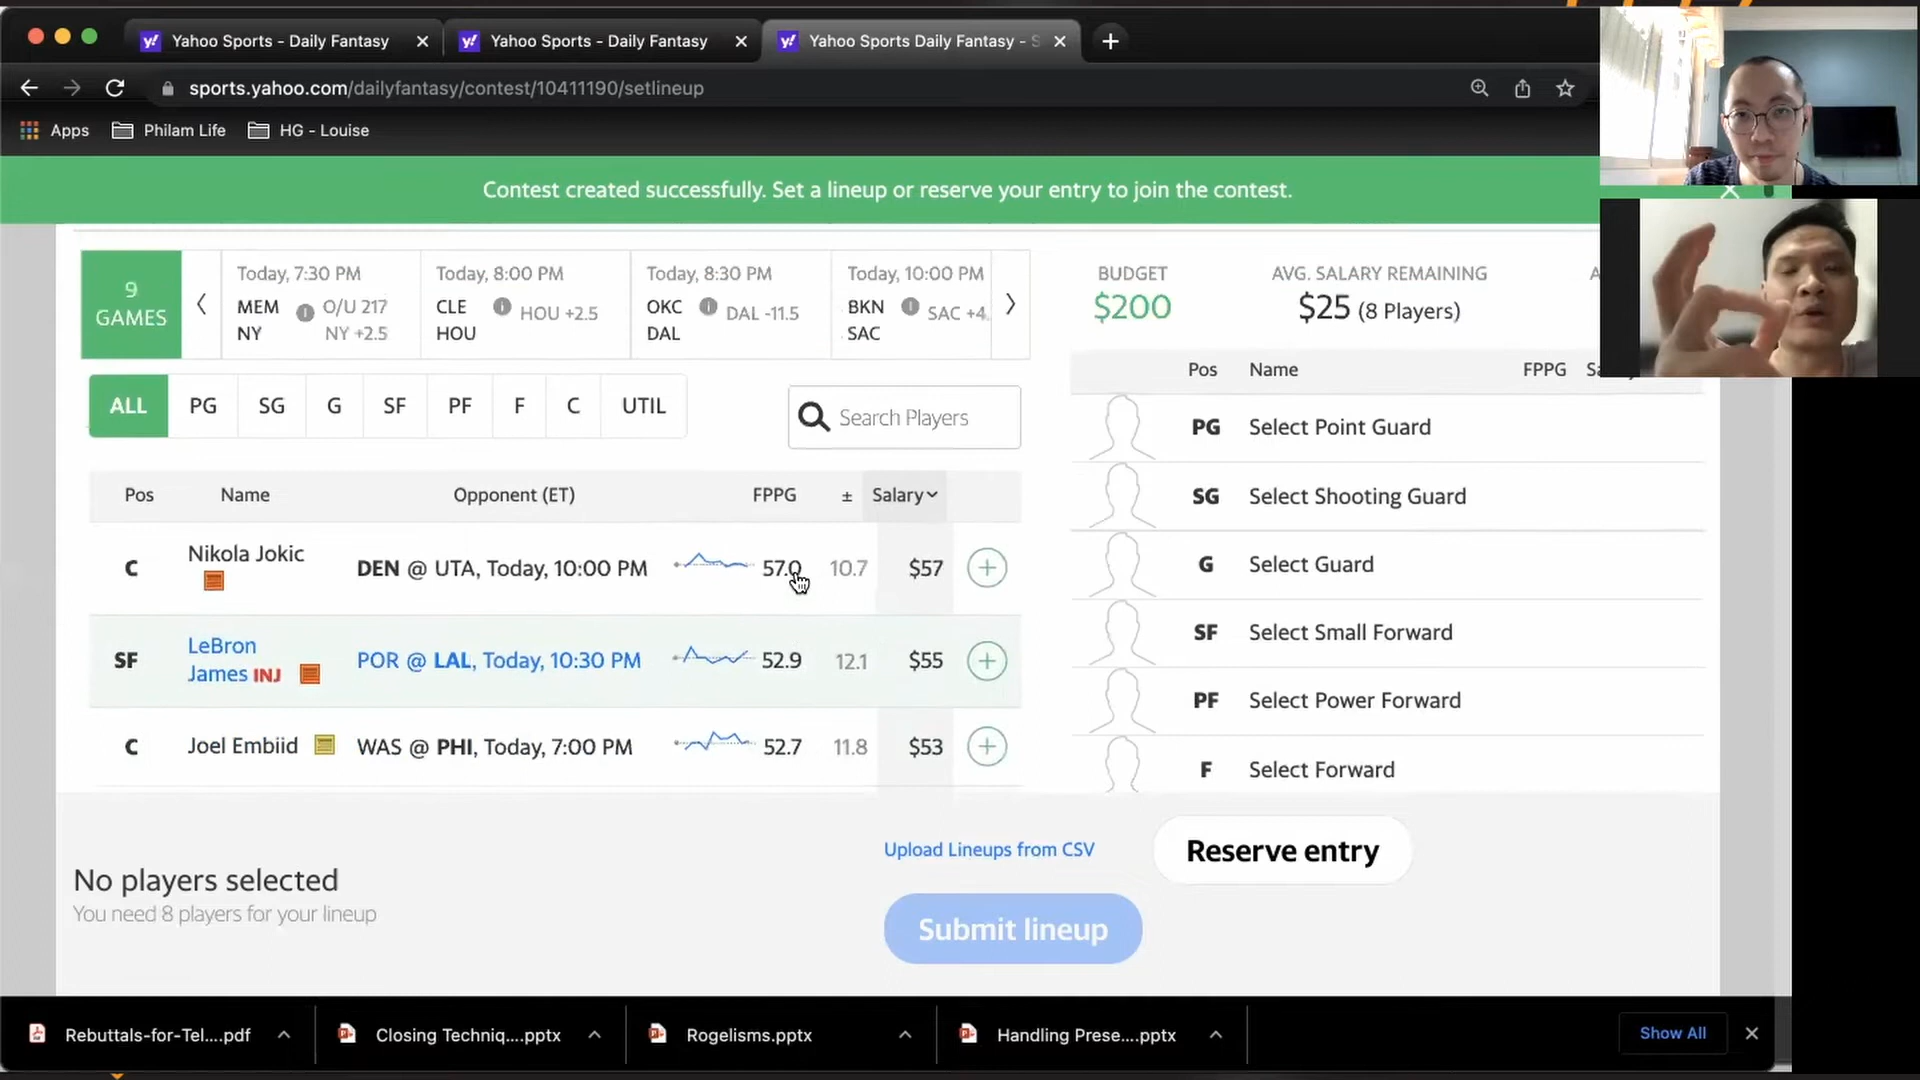 Yahoo Sports - Daily Fantasy
Yahoo Sports - Daily Fantasy
Yahoo Sports Daily Fantasy - S
sports.yahoo.com/dailyfantasy/contest/10411190/setlineup
Apps
Philam Life
HG - Louise
Contest created successfully. Set a lineup or reserve your entry to join the contest.
9
GAMES
Today, 7:30 PM
MEM
NY
O/U 217
NY +2.5
Today, 8:00 PM
CLE
HOU
HOU +2.5
Today, 8:30 PM
OKC
DAL
DAL -11.5
Today, 10:00 PM
BKN
SAC
SAC +4.
BUDGET
$200
AVG. SALARY REMAINING
$25 (8 Players)
ALL PG SG G SF PF F C UTIL
Search Players
Pos Name Opponent (ET) FPPG ± Salary
C Nikola Jokic DEN @ UTA, Today, 10:00 PM 57.0 10.7 $57
SF LeBron James INJ POR @ LAL, Today, 10:30 PM 52.9 12.1 $55
C Joel Embiid WAS @ PHI, Today, 7:00 PM 52.7 11.8 $53
Pos Name FPPG
PG Select Point Guard
SG Select Shooting Guard
G Select Guard
SF Select Small Forward
PF Select Power Forward
F Select Forward
No players selected
You need 8 players for your lineup
Upload Lineups from CSV
Reserve entry
Submit lineup
Rebuttals-for-Tel....pdf
Closing Techniq....pptx
Rogelisms.pptx
Handling Prese....pptx
Show All